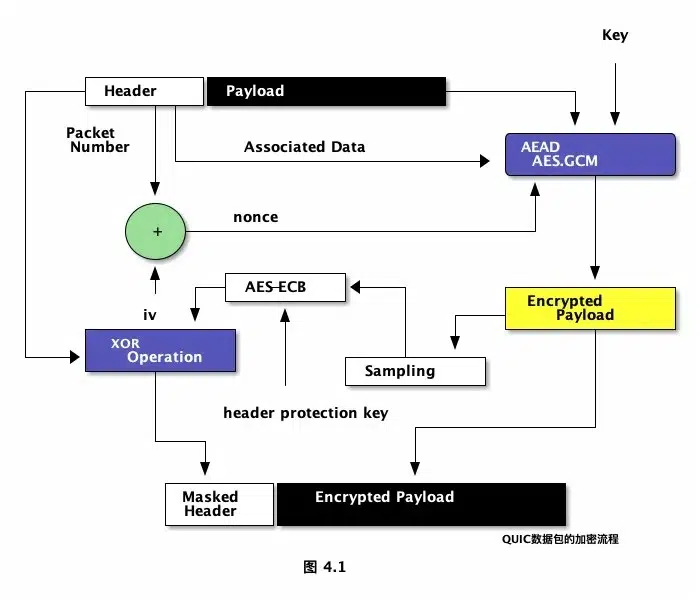 Key
Header
Payload
Packet
Number
Associated Data
AEAD
AES.GCM
+
nonce
AES-ECB
Encrypted
Payload
iv
XOR
Operation
Sampling
header protection key
Masked
Header
Encrypted Payload
QUIC数据包的加密流程
图 4.1